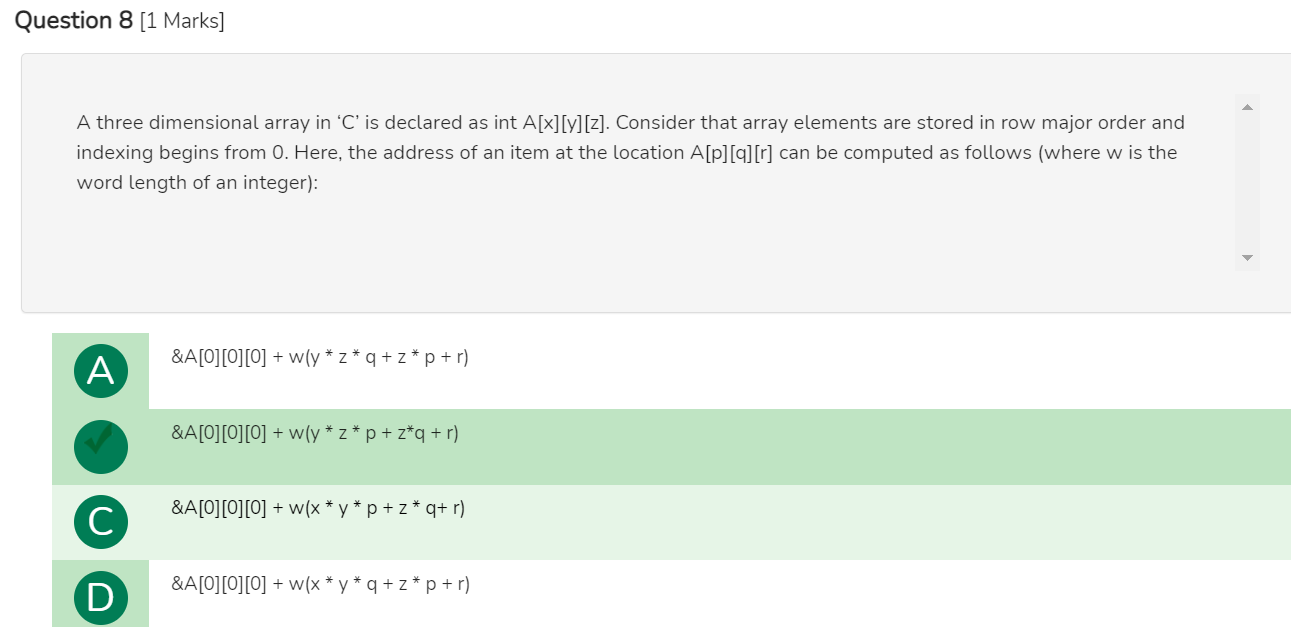 Question 8 [1 Marks]
A three dimensional array in ‘C’ is declared as int A[x][y][z]. Consider that array elements are stored in row major order and
indexing begins from 0. Here, the address of an item at the location A[p][q][r] can be computed as follows (where w is the
word length of an integer):
A &A[0][0][0] + w(y * z * q + z * p + r)
&A[0][0][0] + w(y * z * p + z*q + r)
C &A[0][0][0] + w(x * y * p + z * q+ r)
D &A[0][0][0] + w(x * y * q + z * p + r)